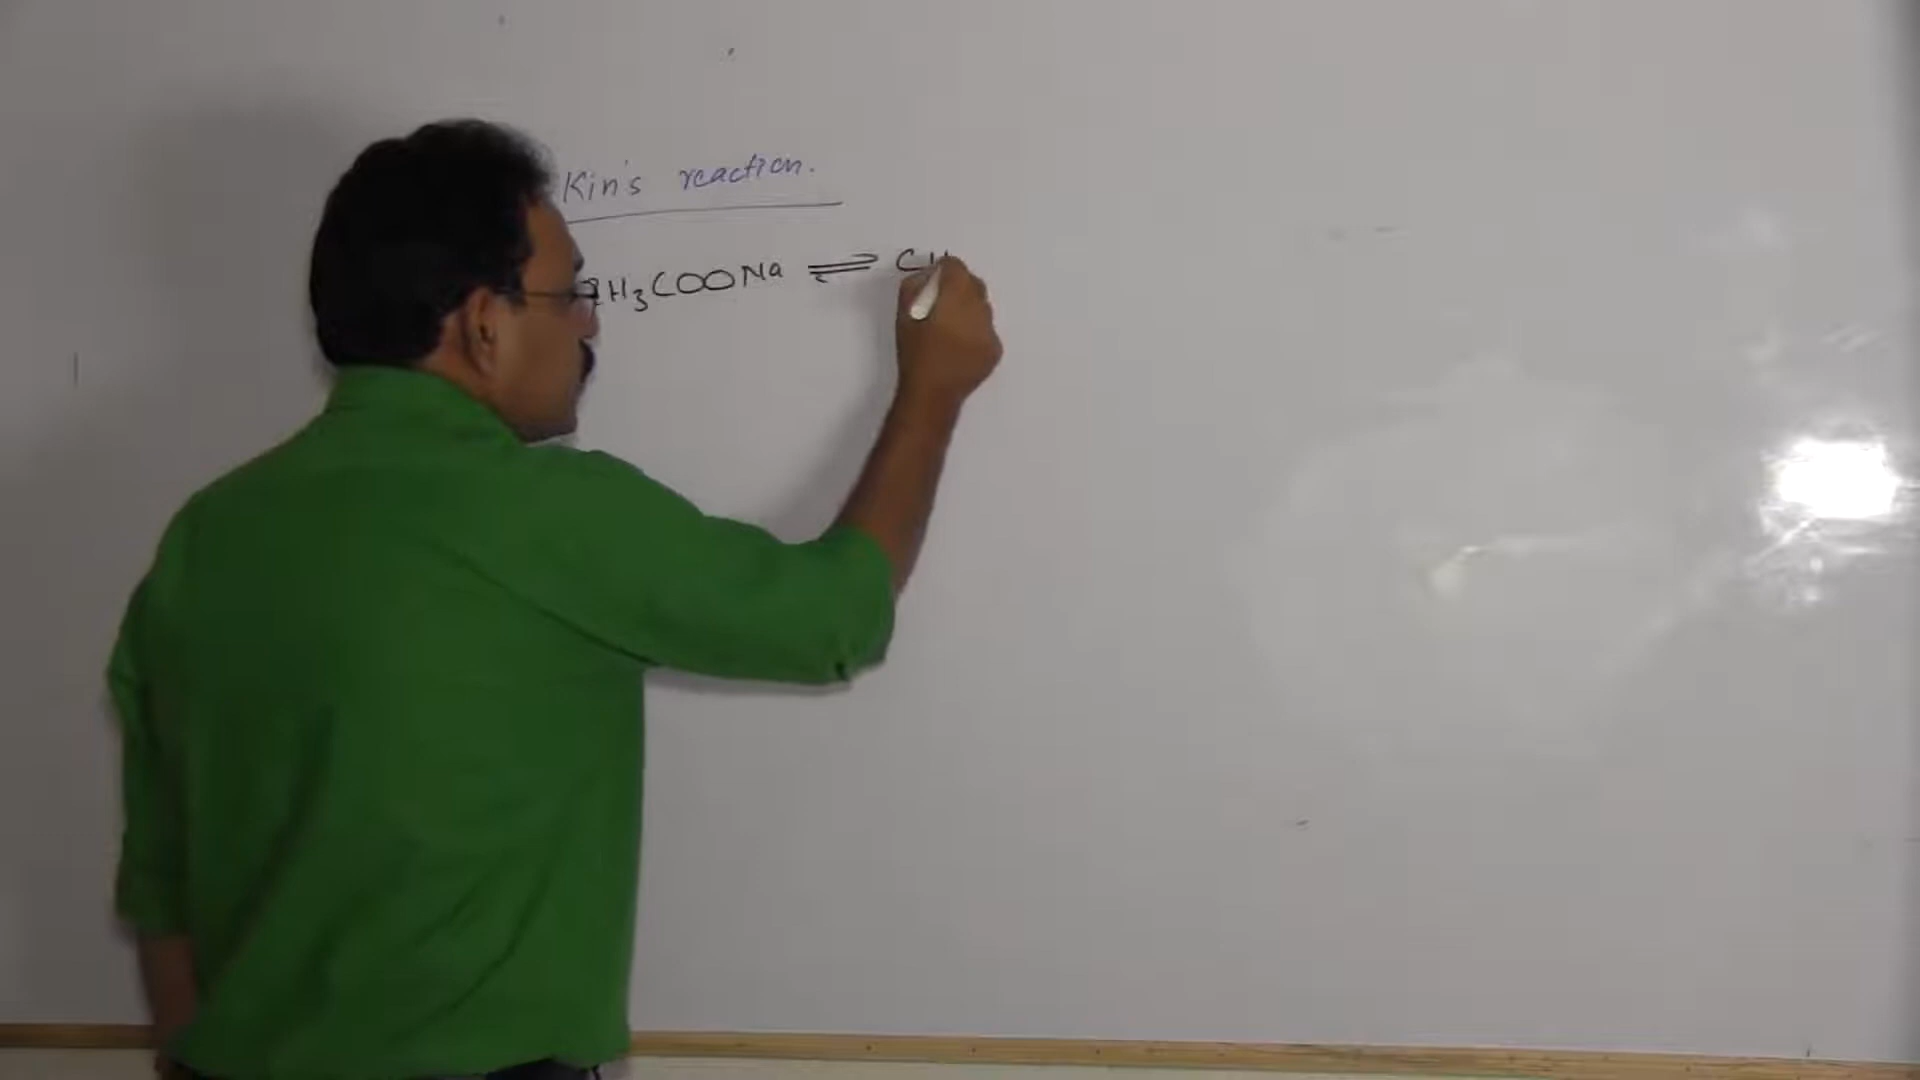 Kin's reaction.
H₃COONa ⇌ CH